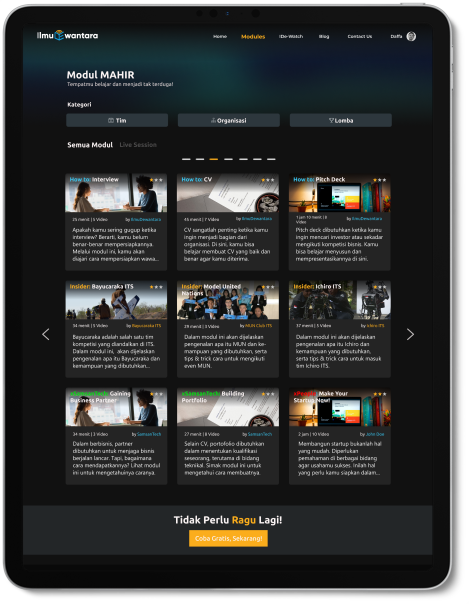 Ilmu wantara
Home Modules IDe-Watch Blog Contact Us Daffa
Modul MAHIR
Tempatmu belajar dan menjadi tak terduga!
Kategori
Tim Organisasi Lomba
Semua Modul Live Session
How to: Interview
25 menit | 3 Video by IlmuDewantara
Apakah kamu sering gugup ketika
interview? Berarti, kamu belum
benar-benar mempersiapkannya.
Melalui modul ini, kamu akan
diajari cara mempersiapkan wawa...
How to: CV
45 menit | 7 Video by IlmuDewantara
CV sangatlah penting ketika kamu
ingin menjadi bagian dari
organisasi. Di sini, kamu bisa
belajar membuat CV yang baik dan
benar agar kamu diterima.
How to: Pitch Deck
1 jam 10 menit | 8
Video by IlmuDewantara
Pitch deck dibutuhkan ketika kamu
ingin mencari investor atau sekadar
mengikuti kompetisi bisnis. Kamu
bisa belajar menyusun dan
mempresentasikannya di sini.
Insider: Bayucaraka ITS
34 menit | 5 Video by Bayucaraka ITS
Bayucaraka adalah salah satu tim
kompetisi yang diandalkan di ITS.
Dalam modul ini, akan dijelaskan
pengenalan apa itu Bayucaraka dan
kemampuan yang dibutuhkan...
Insider: Model United
Nations
29 menit | 3 Video by MUN Club ITS
Dalam modul ini akan dijelaskan
pengenalan apa itu MUN dan ke-
mampuan yang dibutuhkan, serta
tips & trick cara untuk mengikuti
even MUN.
Insider: Ichiro ITS
37 menit | 5 Video by Ichiro ITS
Dalam modul ini akan dijelaskan
pengenalan apa itu Ichiro dan
kemampuan yang dibutuhkan,
serta tips & trick cara untuk masuk
tim Ichiro ITS.
xSamsanTech: Gaining
Business Partner
34 menit | 3 Video by SamsanTech
Dalam berbisnis, partner
dibutuhkan untuk menjaga bisnis
berjalan lancar. Tapi, bagaimana
cara mendapatkannya? Lihat modul
ini untuk mengetahuinya caranya.
xSamsanTech: Building
Portfolio
27 menit | 8 Video by SamsanTech
Selain CV, portofolio dibutuhkan
dalam menentukan kualifikasi
seseorang, terutama di bidang
teknikal. Simak modul ini untuk
mengetahui cara membuatnya.
Make Your
Startup Now!
2 jam | 10 Video by John Doe
Membangun startup bukanlah hal
yang mudah. Diperlukan
pemahaman di berbagai bidang
agar usahamu sukses. Inilah hal
yang perlu kamu siapkan dalam...
Tidak Perlu Ragu Lagi!
Coba Gratis, Sekarang!